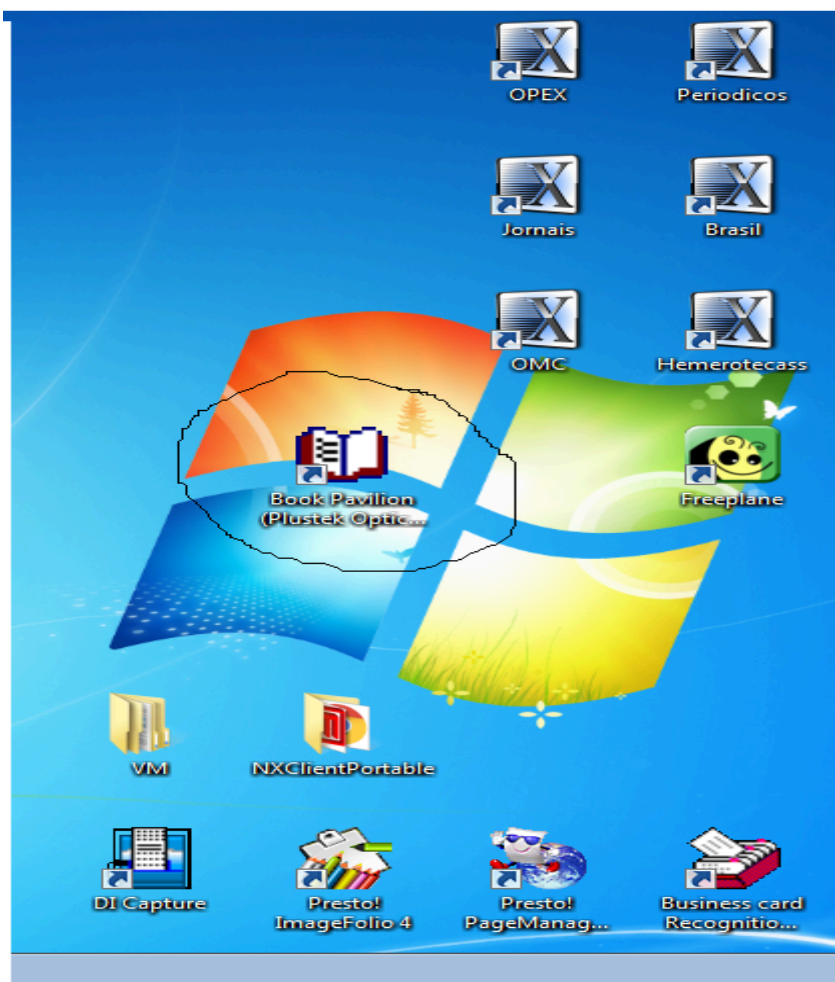 OPEX
Periodicos
Jornais
Brasil
OMC
Hemerotecass
Book Pavilion
(Plustek Optic...
Freeplane
VM
NXClientPortable
DI Capture
Presto!
ImageFolio 4
Presto!
PageManag...
Business card
Recognitio...